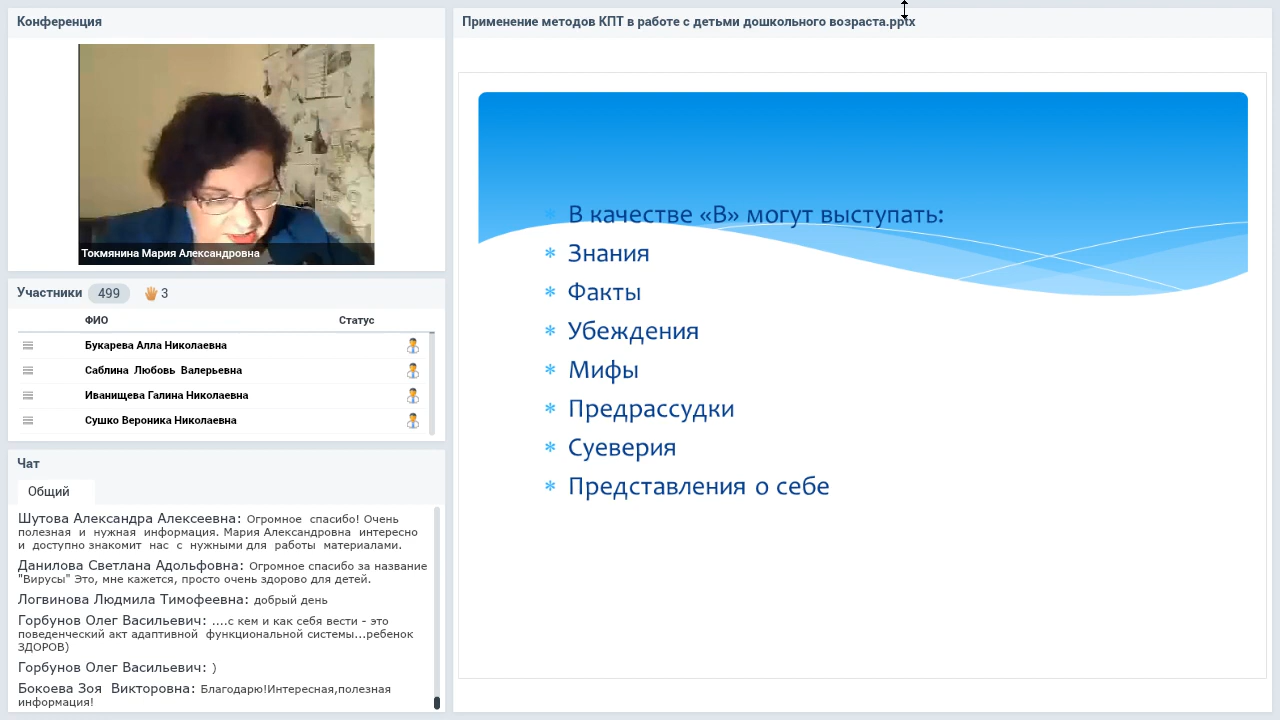 Конференция
Токмянина Мария Александровна
Участники 499 3
ФИО Статус
Букарева Алла Николаевна
Саблина Любовь Валерьевна
Иванищева Галина Николаевна
Сушко Вероника Николаевна
Чат
Общий
Шутова Александра Алексеевна: Огромное спасибо! Очень
полезная и нужная информация. Мария Александровна интересно
и доступно знакомит нас с нужными для работы материалами.
Данилова Светлана Адольфовна: Огромное спасибо за название
"Вирусы" Это, мне кажется, просто очень здорово для детей.
Логвинова Людмила Тимофеевна: добрый день
Горбунов Олег Васильевич: ....с кем и как себя вести - это
поведенческий акт адаптивной функциональной системы...ребенок
ЗДОРОВ)
Горбунов Олег Васильевич: )
Бокоева Зоя Викторовна: Благодарю!Интересная,полезная
информация!
Применение методов КПТ в работе с детьми дошкольного возраста.pptx
* В качестве «В» могут выступать:
* Знания
* Факты
* Убеждения
* Мифы
* Предрассудки
* Суеверия
* Представления о себе